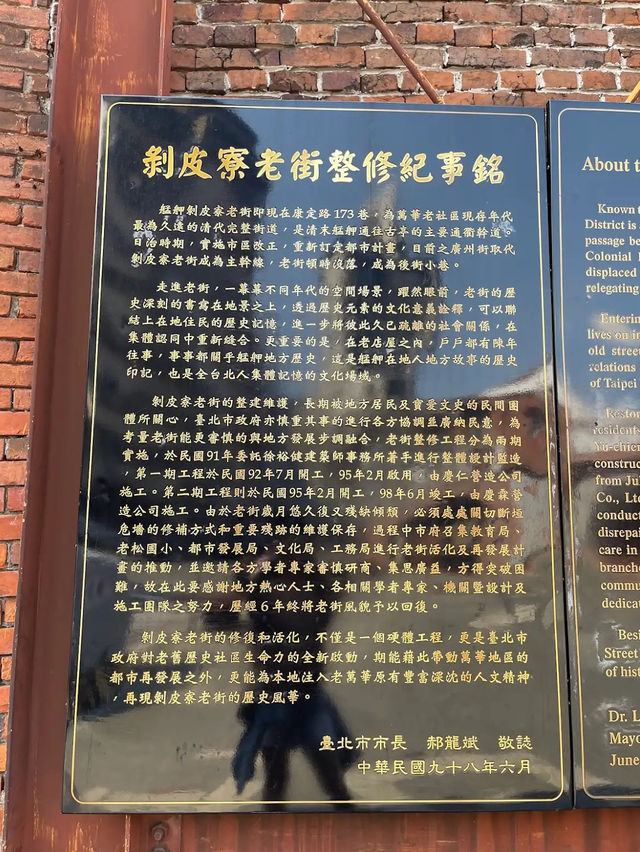 剝皮寮老街整修紀事銘
艋舺剝皮寮老街即現在康定路173巷，為萬華老社區現存年代
最為久遠的清代完整街道，是清末艋舺通往古亭的主要通衢幹道。
日治時期，實施市區改正，重新訂定都市計畫，目前之廣州街取代
剝皮寮老街成為主幹線，老街頓時沒落，成為後街小巷。
走進老街，一幕幕不同年代的空間場景，躍然眼前，老街的歷
史深刻的書寫在地景之上，透過歷史元素的文化意義詮釋，可以聯
結上在地住民的歷史記憶，進一步將彼此久已疏離的社會關係，在
集體認同中重新縫合。更重要的是，在老店屋之內，戶戶都有陳年
往事，事事都關乎艋舺地方歷史，這是艋舺在地人地方故事的歷史
印記，也是全台北人集體記憶的文化場域。
剝皮寮老街的整建維護，長期被地方居民及寶愛文史的民間團
體所關心，臺北市政府亦慎重其事的進行各方協調並廣納民意，為
考量老街能更審慎的與地方發展步調融合，老街整修工程分為兩期
實施，於民國91年委託徐裕健建築師事務所著手進行整體設計監造
，第一期工程於民國92年7月開工，95年2月啟用，由慶仁營造公司
施工。第二期工程則於民國95年2月開工，98年6月竣工，由慶霖營
造公司施工。由於老街歲月悠久復又殘缺傾頹，必須處處關切斷垣
危牆的修補方式和重要殘跡的維護保存，過程中市府召集教育局、
老松國小、都市發展局、文化局、工務局進行老街活化及再發展計
畫的推動，並邀請各方學者專家審慎研商、集思廣益，方得突破困
難，故在此要感謝地方熱心人士、各相關學者專家、機關暨設計及
施工團隊之努力，歷經6年終將老街風貌予以回復。
剝皮寮老街的修復和活化，不僅是一個硬體工程，更是臺北市
政府對老舊歷史社區生命力的全新啟動，期能藉此帶動萬華地區的
都市再發展之外，更能為本地注入老萬華原有豐富深沈的人文精神
，再現剝皮寮老街的歷史風華。
臺北市市長 郝龍斌 敬誌
中華民國九十八年六月
About t
Known t
District is a
passage be
Colonial
displaced
relegating
Enterin
lives on in
old stree
relations
of Taipei
Resto
resident
Yu-chien
construc
from Jul
Co., Ltd
conduct
disrepai
care in
branche
commu
dedica
Besi
Street
of hist
Dr. L
Mayo
June